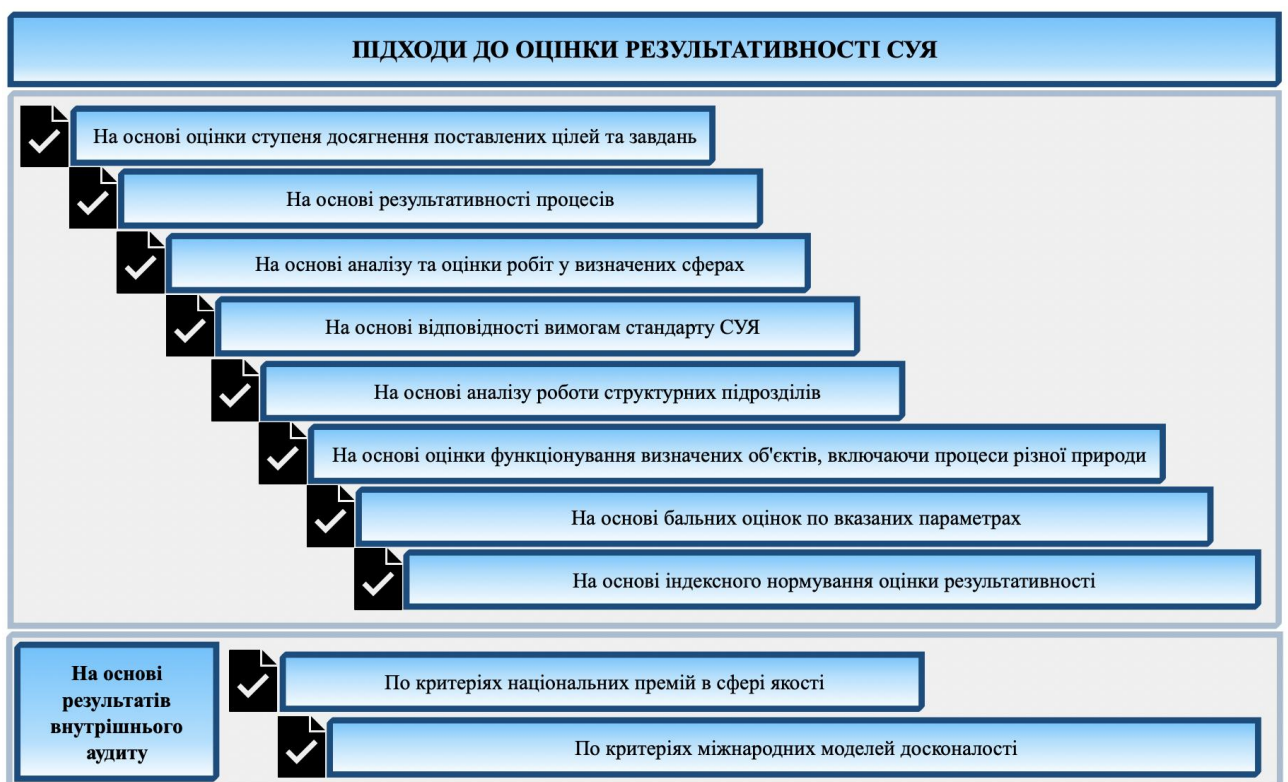 ПІДХОДИ ДО ОЦІНКИ РЕЗУЛЬТАТИВНОСТІ СУЯ
На основі оцінки ступеня досягнення поставлених цілей та завдань
На основі результативності процесів
На основі аналізу та оцінки робіт у визначених сферах
На основі відповідності вимогам стандарту СУЯ
На основі аналізу роботи структурних підрозділів
На основі оцінки функціонування визначених об'єктів, включаючи процеси різної природи
На основі бальних оцінок по вказаних параметрах
На основі індексного нормування оцінки результативності
На основі
результатів
внутрішнього
аудиту
По критеріях національних премій в сфері якості
По критеріях міжнародних моделей досконалості